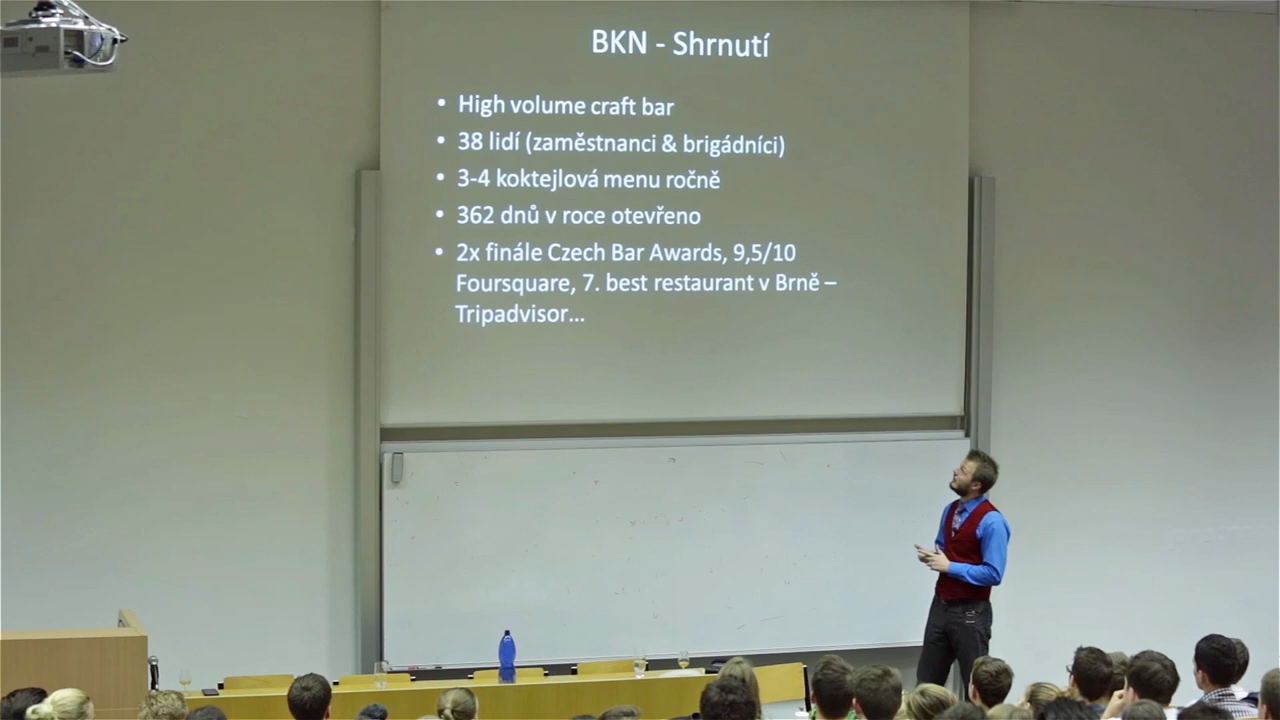 BKN - Shrnutí
• High volume craft bar
• 38 lidí (zaměstnanci & brigádníci)
• 3-4 koktejlová menu ročně
• 362 dnů v roce otevřeno
• 2x finále Czech Bar Awards, 9,5/10
Foursquare, 7. best restaurant v Brně –
Tripadvisor...